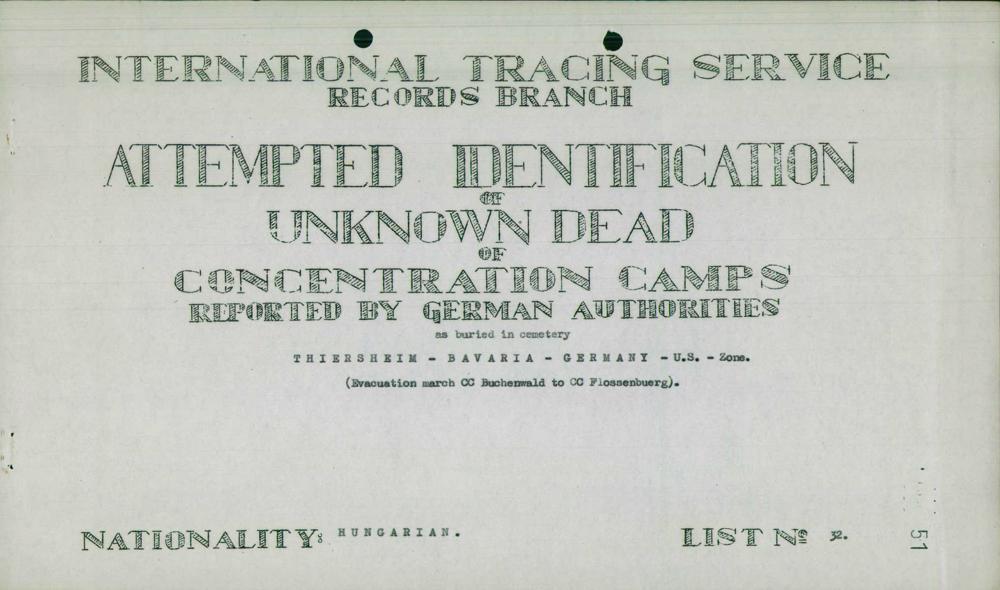 INTERNATIONAL TRACING SERVICE
RECORDS BRANCH
ATTEMPTED IDENTIFICATION
OF
UNKNOWN DEAD
OF
CONCENTRATION CAMPS
REPORTED BY GERMAN AUTHORITIES
as buried in cemetery
THIERSHEIM - BAVARIA - GERMANY - U.S. - Zone.
(Evacuation march CC Buchenwald to CC Flossenbuerg).
NATIONALITY: HUNGARIAN.
LIST Nº 32.
51